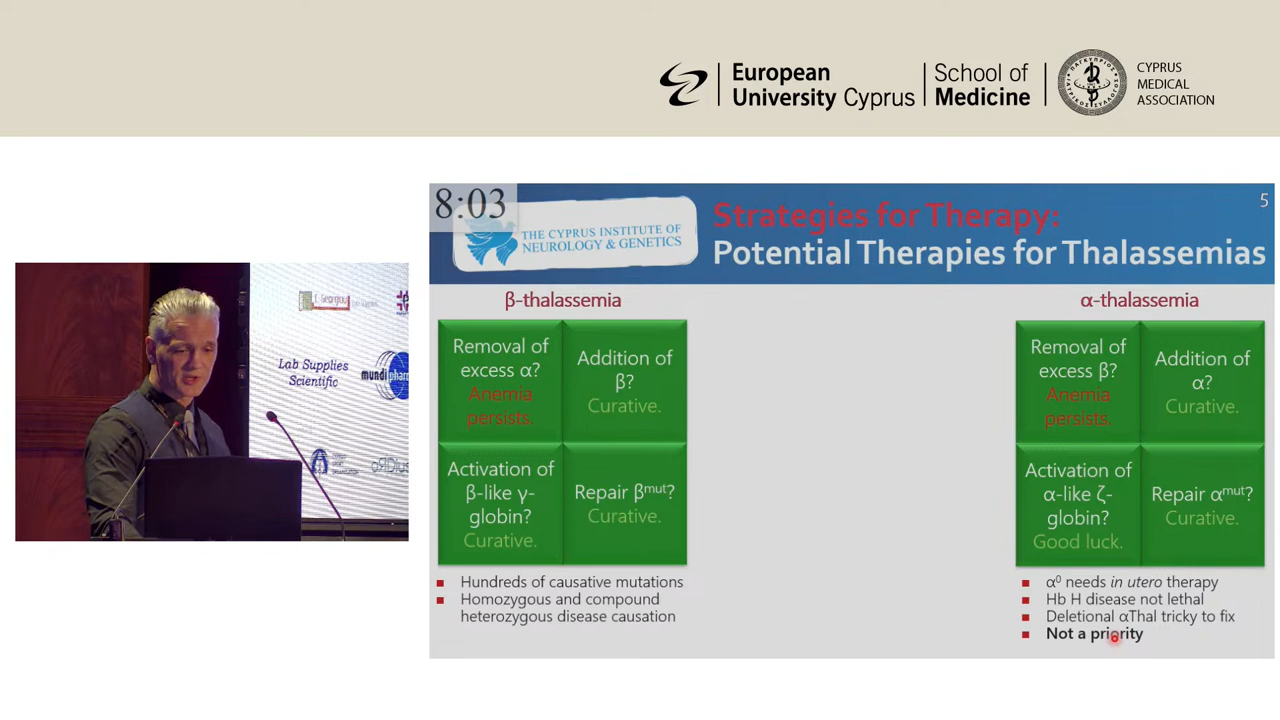 European
University Cyprus
School of
Medicine
CYPRUS
MEDICAL
ASSOCIATION
8:03
THE CYPRUS INSTITUTE OF
NEUROLOGY & GENETICS
Strategies for Therapy:
Potential Therapies for Thalassemias
5
Lab Supplies
Scientific
mundipharm
β-thalassemia
Removal of
excess α?
Anemia
persists.
Addition of
β?
Curative.
Activation of
β-like γ-
globin?
Curative.
Repair βᵐᵘᵗ?
Curative.
Hundreds of causative mutations
Homozygous and compound
heterozygous disease causation
α-thalassemia
Removal of
excess β?
Anemia
persists.
Addition of
α?
Curative.
Activation of
α-like ζ-
globin?
Good luck.
Repair αᵐᵘᵗ?
Curative.
α⁰ needs in utero therapy
Hb H disease not lethal
Deletional αThal tricky to fix
Not a priority